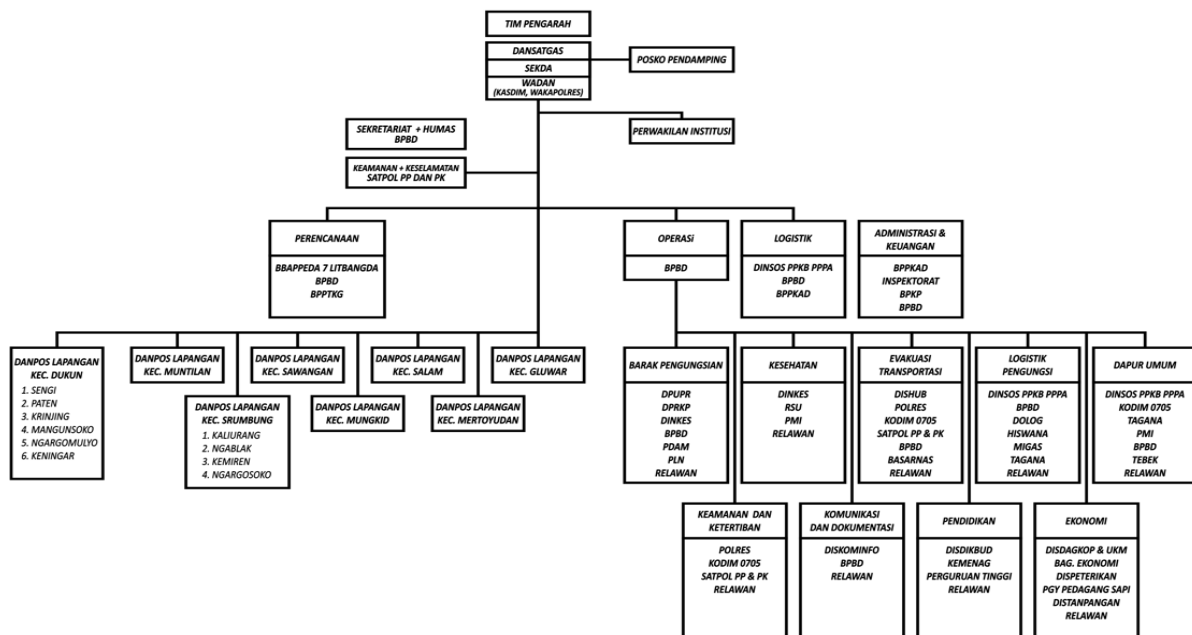 TIM PENGARAH
DANSATGAS
SEKDA
WADAN
(KASDIM, WAKAPOLRES)
POSKO PENDAMPING
SEKRETARIAT + HUMAS
BPBD
PERWAKILAN INSTITUSI
KEAMANAN + KESELAMATAN
SATPOL PP DAN PK
PERENCANAAN
BBAPPEDA 7 LITBANGDA
BPBD
BPPTKG
OPERASi
BPBD
LOGISTIK
DINSOS PPKB PPPA
BPBD
BPPKAD
ADMINISTRASI &
KEUANGAN
BPPKAD
INSPEKTORAT
BPKP
BPBD
DANPOS LAPANGAN
KEC. DUKUN
1. SENGI
2. PATEN
3. KRINJING
4. MANGUNSOKO
5. NGARGOMULYO
6. KENINGAR
DANPOS LAPANGAN
KEC. MUNTILAN
DANPOS LAPANGAN
KEC. SRUMBUNG
1. KALIURANG
2. NGABLAK
3. KEMIREN
4. NGARGOSOKO
DANPOS LAPANGAN
KEC. SAWANGAN
DANPOS LAPANGAN
KEC. MUNGKID
DANPOS LAPANGAN
KEC. SALAM
DANPOS LAPANGAN
KEC. MERTOYUDAN
DANPOS LAPANGAN
KEC. GLUWAR
BARAK PENGUNGSIAN
DPUPR
DPRKP
DINKES
BPBD
PDAM
PLN
RELAWAN
KESEHATAN
DINKES
RSU
PMI
RELAWAN
EVAKUASI
TRANSPORTASI
DISHUB
POLRES
KODIM 0705
SATPOL PP & PK
BPBD
BASARNAS
RELAWAN
LOGISTIK
PENGUNGSI
DINSOS PPKB PPPA
BPBD
DOLOG
HISWANA
MIGAS
TAGANA
RELAWAN
DAPUR UMUM
DINSOS PPKB PPPA
KODIM 0705
TAGANA
PMI
BPBD
TEBEK
RELAWAN
KEAMANAN DAN
KETERTIBAN
POLRES
KODIM 0705
SATPOL PP & PK
RELAWAN
KOMUNIKASI
DAN DOKUMENTASI
DISKOMINFO
BPBD
RELAWAN
PENDIDIKAN
DISDIKBUD
KEMENAG
PERGURUAN TINGGI
RELAWAN
EKONOMI
DISDAGKOP & UKM
BAG. EKONOMI
DISPETERIKAN
PGY PEDAGANG SAPI
DISTANPANGAN
RELAWAN